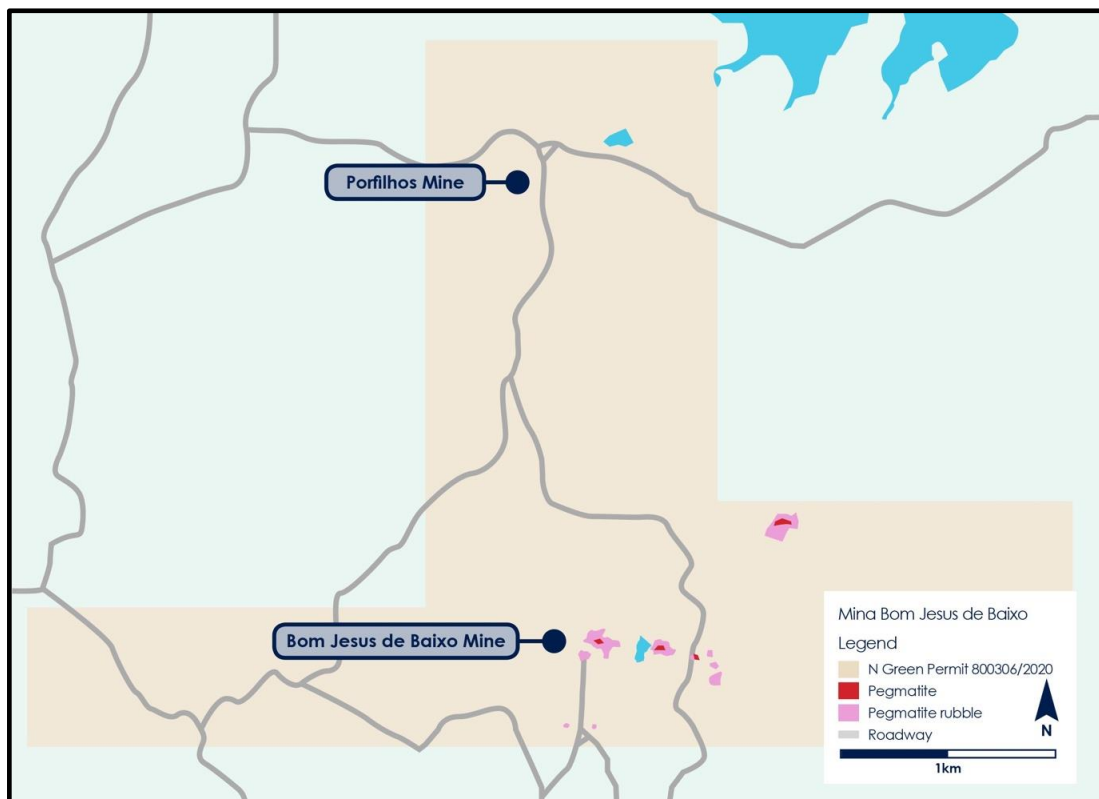 Porfilhos Mine
Bom Jesus de Baixo Mine
Mina Bom Jesus de Baixo
Legend
N Green Permit 800306/2020
Pegmatite
Pegmatite rubble
Roadway
N
1km